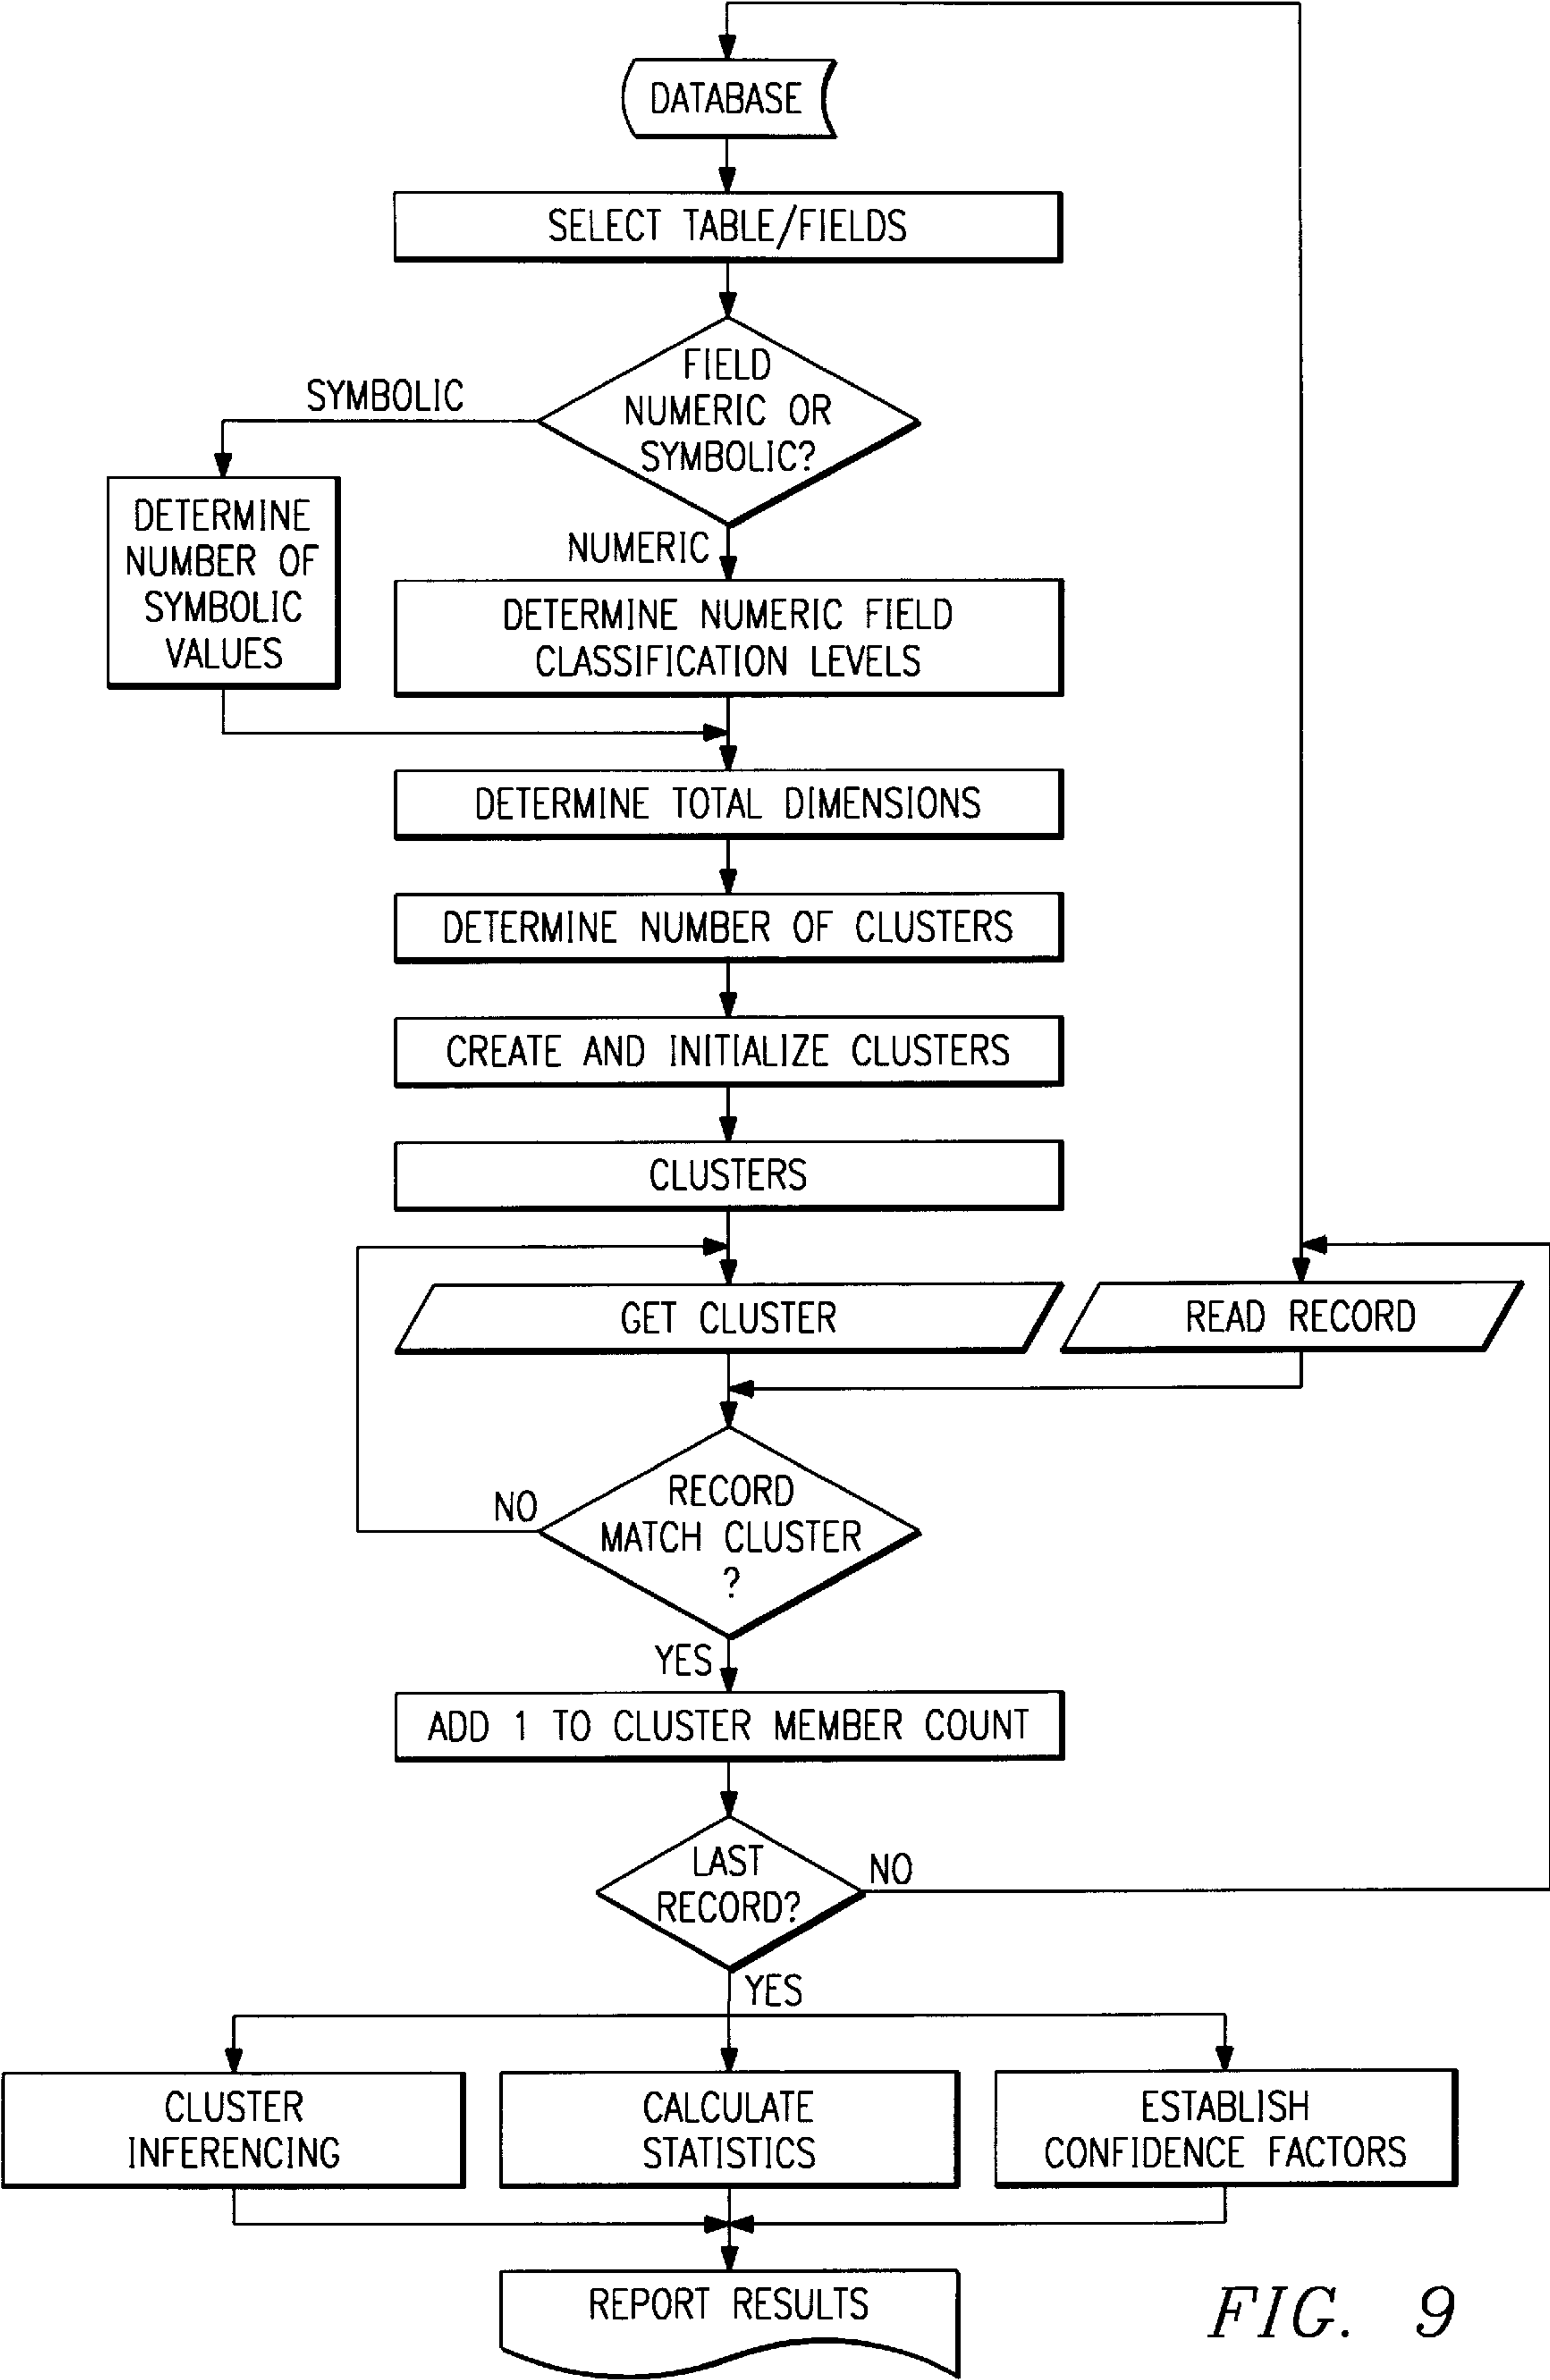 DATABASE
SELECT TABLE/FIELDS
FIELD
NUMERIC OR
SYMBOLIC?
SYMBOLIC
DETERMINE
NUMBER OF
SYMBOLIC
VALUES
NUMERIC
DETERMINE NUMERIC FIELD
CLASSIFICATION LEVELS
DETERMINE TOTAL DIMENSIONS
DETERMINE NUMBER OF CLUSTERS
CREATE AND INITIALIZE CLUSTERS
CLUSTERS
GET CLUSTER
READ RECORD
RECORD
MATCH CLUSTER
?
NO
YES
ADD 1 TO CLUSTER MEMBER COUNT
LAST
RECORD?
NO
YES
CLUSTER
INFERENCING
CALCULATE
STATISTICS
ESTABLISH
CONFIDENCE FACTORS
REPORT RESULTS
FIG. 9